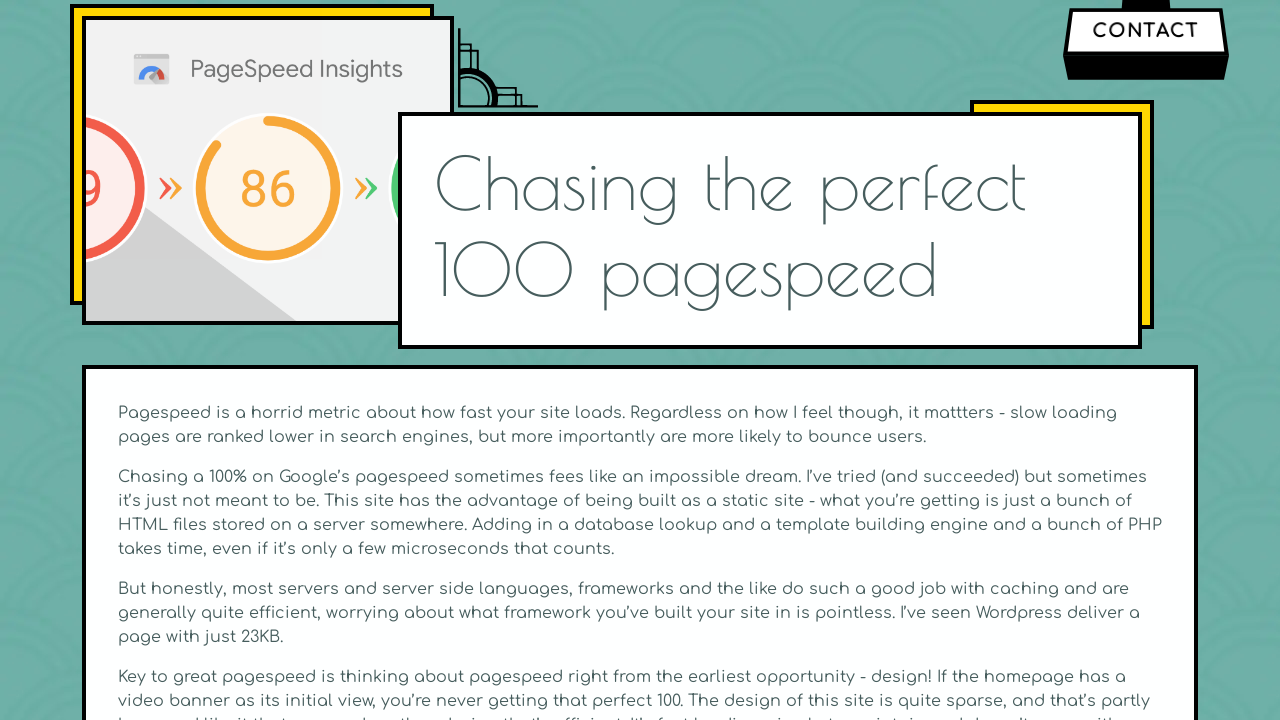 CONTACT
PageSpeed Insights
9 » 86 »
Chasing the perfect
100 pagespeed
Pagespeed is a horrid metric about how fast your site loads. Regardless on how I feel though, it mattters - slow loading
pages are ranked lower in search engines, but more importantly are more likely to bounce users.
Chasing a 100% on Google's pagespeed sometimes fees like an impossible dream. I've tried (and succeeded) but sometimes
it's just not meant to be. This site has the advantage of being built as a static site - what you're getting is just a bunch of
HTML files stored on a server somewhere. Adding in a database lookup and a template building engine and a bunch of PHP
takes time, even if it's only a few microseconds that counts.
But honestly, most servers and server side languages, frameworks and the like do such a good job with caching and are
generally quite efficient, worrying about what framework you've built your site in is pointless. I've seen Wordpress deliver a
page with just 23KB.
Key to great pagespeed is thinking about pagespeed right from the earliest opportunity - design! If the homepage has a
video banner as its initial view, you're never getting that perfect 100. The design of this site is quite sparse, and that's partly